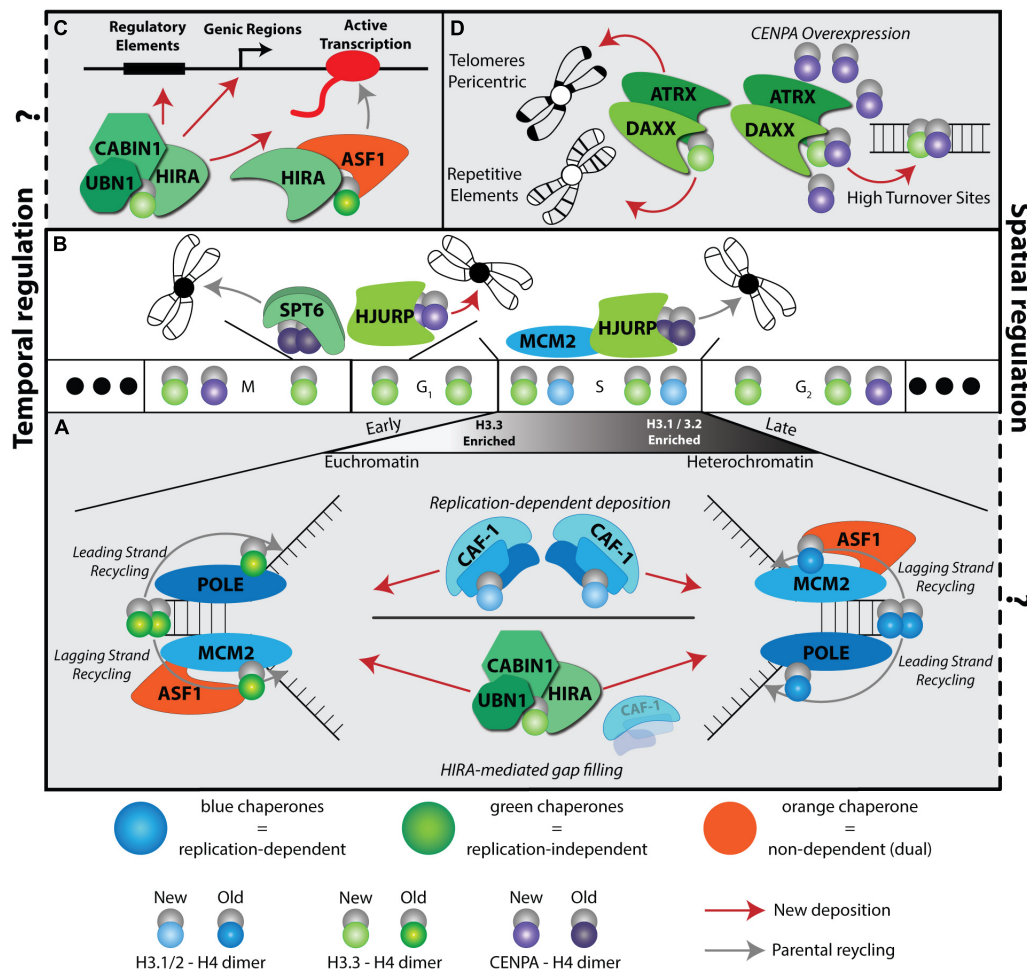 Temporal regulation
?
Spatial regulation
?
C
Regulatory
Elements
Genic Regions
Active
Transcription
CABIN1
UBN1
HIRA
HIRA
ASF1
D
Telomeres
Pericentric
Repetitive
Elements
ATRX
DAXX
CENPA Overexpression
ATRX
DAXX
High Turnover Sites
B
SPT6
HJURP
MCM2
HJURP
M
G1
S
G2
A
Early
H3.3
Enriched
H3.1 / 3.2
Enriched
Late
Euchromatin
Heterochromatin
Replication-dependent deposition
CAF-1
CAF-1
Leading Strand
Recycling
POLE
MCM2
Lagging Strand
Recycling
ASF1
CABIN1
UBN1
HIRA
CAF-1
HIRA-mediated gap filling
ASF1
MCM2
Lagging Strand
Recycling
POLE
Leading Strand
Recycling
blue chaperones
=
replication-dependent
green chaperones
=
replication-independent
orange chaperone
=
non-dependent (dual)
New Old
H3.1/2 - H4 dimer
New Old
H3.3 - H4 dimer
New Old
CENPA - H4 dimer
New deposition
Parental reycling